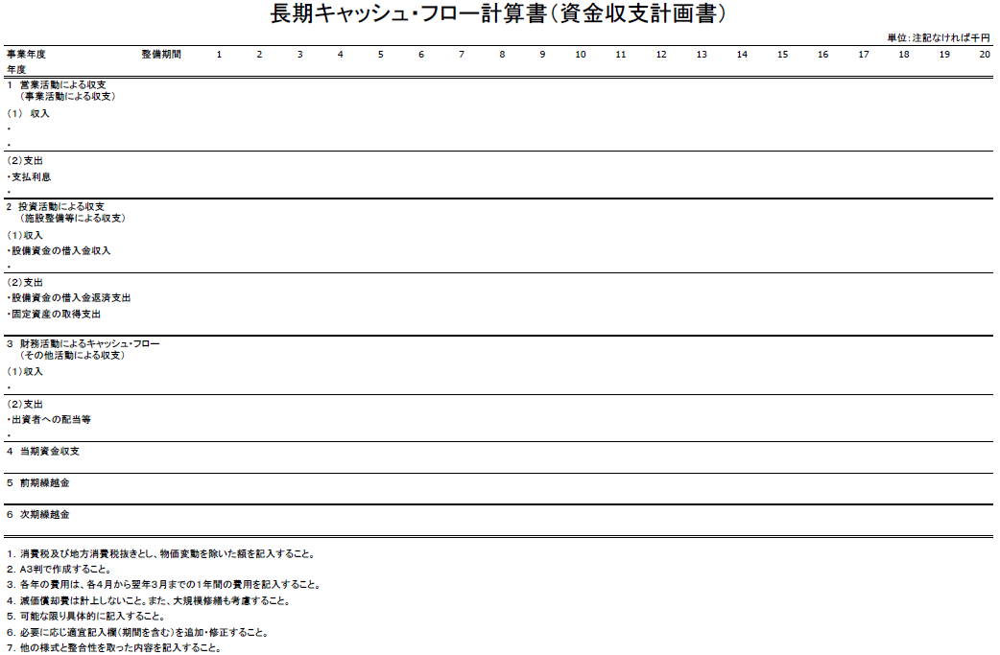 長期キャッシュ・フロー計算書（資金収支計画書）
単位：注記なければ千円
事業年度 整備期間 1 2 3 4 5 6 7 8 9 10 11 12 13 14 15 16 17 18 19 20
年度
1 営業活動による収支
（事業活動による収支）
（1） 収入
・
・
（2）支出
・支払利息
・
2 投資活動による収支
（施設整備等による収支）
（1）収入
・設備資金の借入金収入
・
（2）支出
・設備資金の借入金返済支出
・固定資産の取得支出
3 財務活動によるキャッシュ・フロー
（その他活動による収支）
（1）収入
・
（2）支出
・出資者への配当等
・
4 当期資金収支
5 前期繰越金
6 次期繰越金
1. 消費税及び地方消費税抜きとし、物価変動を除いた額を記入すること。
2. A3判で作成すること。
3. 各年の費用は、各4月から翌年3月までの1年間の費用を記入すること。
4. 減価償却費は計上しないこと。また、大規模修繕も考慮すること。
5. 可能な限り具体的に記入すること。
6. 必要に応じ適宜記入欄（期間を含む）を追加・修正すること。
7. 他の様式と整合性を取った内容を記入すること。